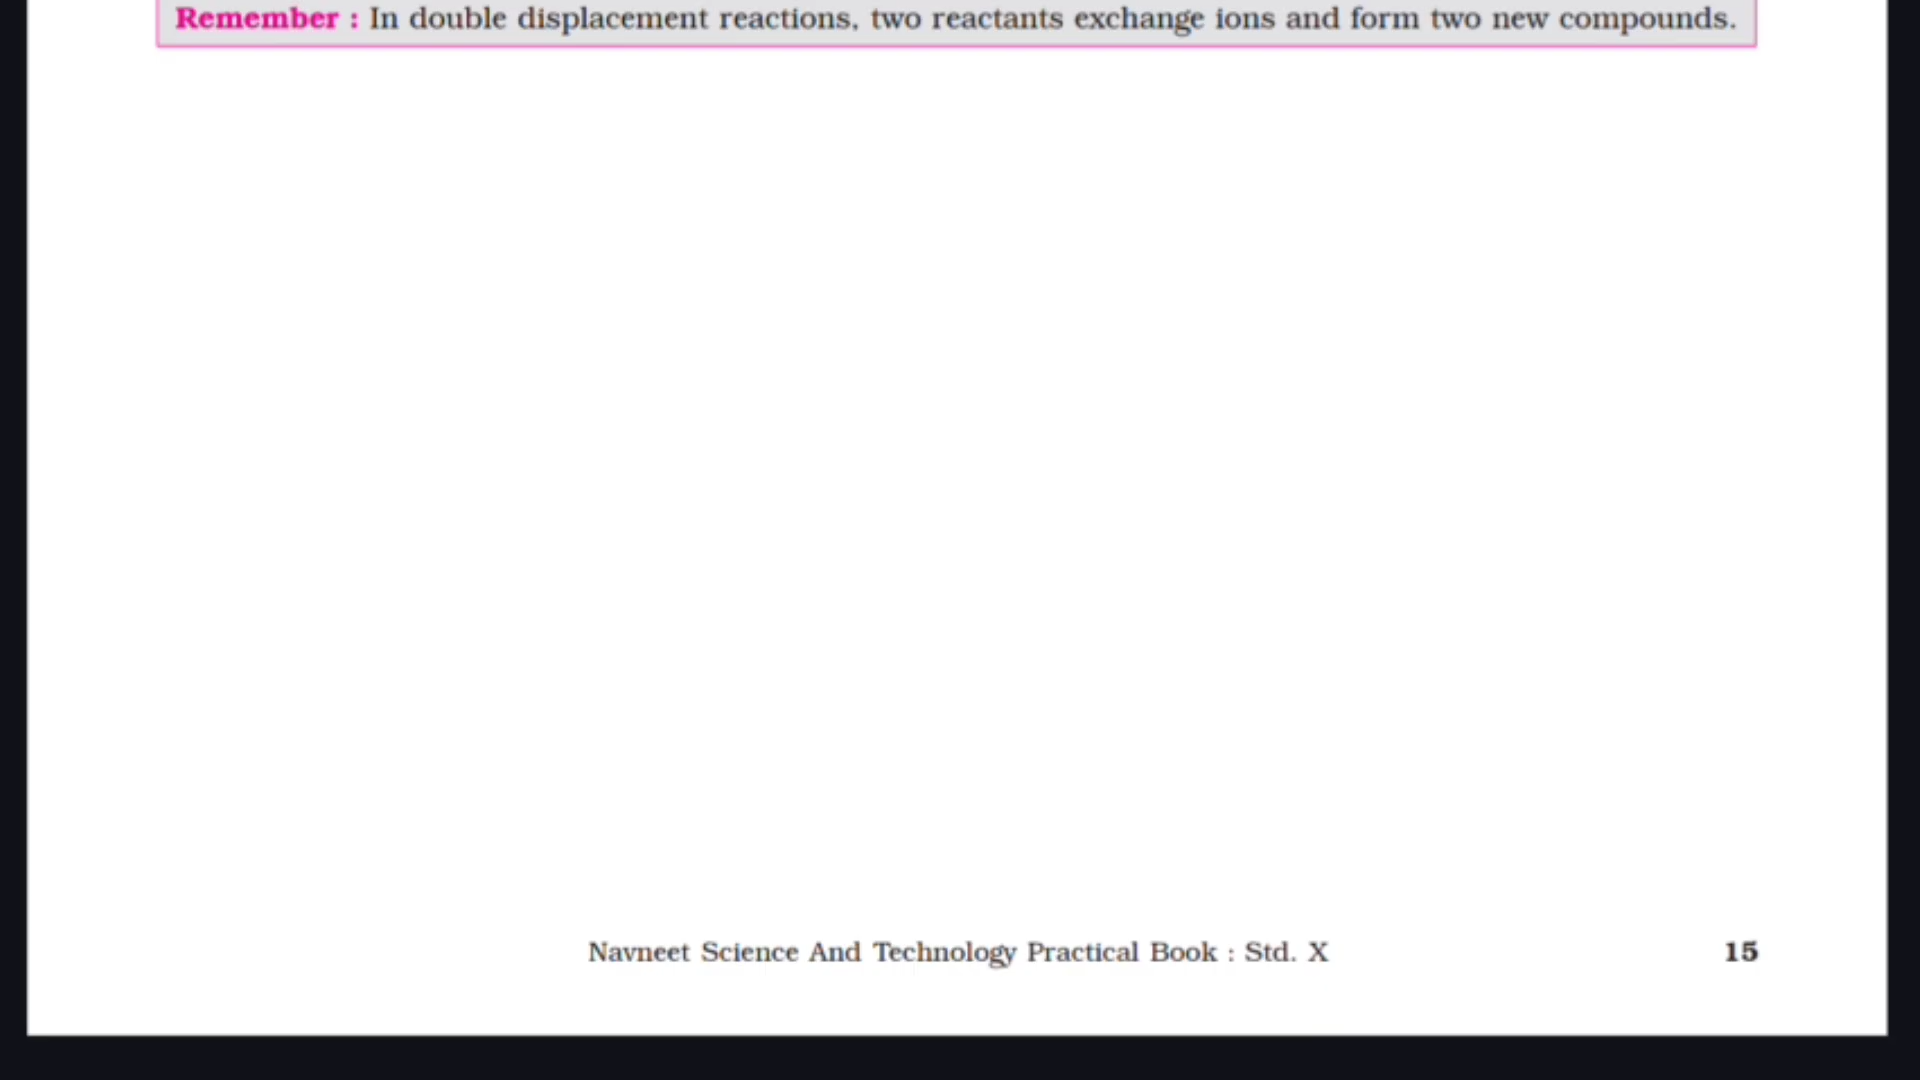 Remember : In double displacement reactions, two reactants exchange ions and form two new compounds.
Navneet Science And Technology Practical Book : Std. X
15